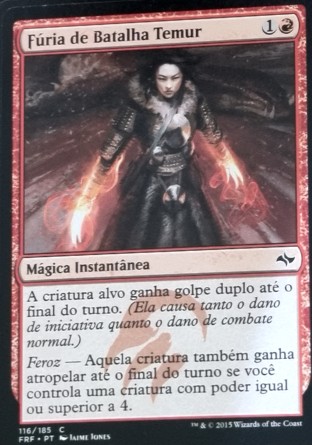 Fúria de Batalha Temur 1
Mágica Instantânea
A criatura alvo ganha golpe duplo até o
final do turno. (Ela causa tanto o dano
de iniciativa quanto o dano de combate
normal.)
Feroz — Aquela criatura também ganha
atropelar até o final do turno se você
controla uma criatura com poder igual
ou superior a 4.
116/185 C
FRF • PT Jaime Jones
™ & © 2015 Wizards of the Coast